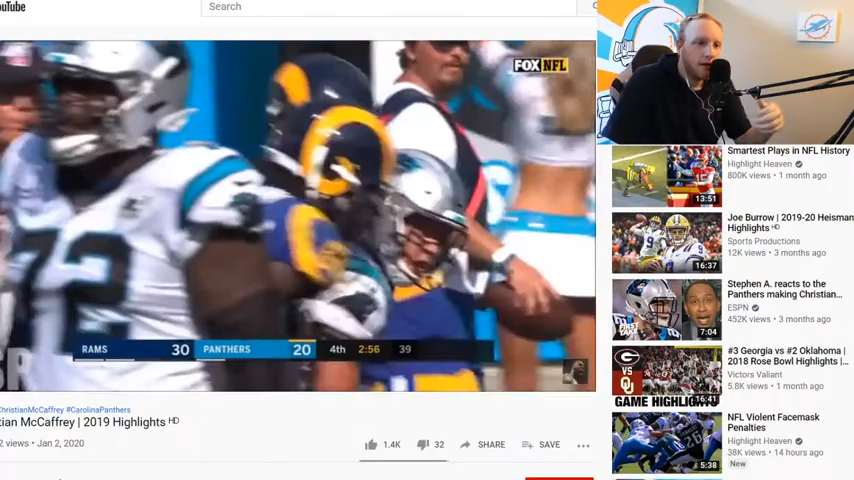 ouTube
Search
FOX NFL
RAMS 30 PANTHERS 20 4th 2:56 39
ChristianMcCaffrey #CarolinaPanthers
tian McCaffrey | 2019 Highlights HD
2 views • Jan 2, 2020
1.4K 32 SHARE SAVE
Smartest Plays in NFL History
Highlight Heaven
800K views • 1 month ago
13:51
Joe Burrow | 2019-20 Heisman
Highlights HD
Sports Productions
12K views • 3 months ago
16:37
Stephen A. reacts to the
Panthers making Christian...
ESPN
452K views • 3 months ago
FIRST TAKE
7:04
#3 Georgia vs #2 Oklahoma |
2018 Rose Bowl Highlights |...
Victors Valiant
5.8K views • 1 month ago
VS
OU
GAME HIGHLIGHTS
16:41
NFL Violent Facemask
Penalties
Highlight Heaven
38K views • 14 hours ago
New
5:38